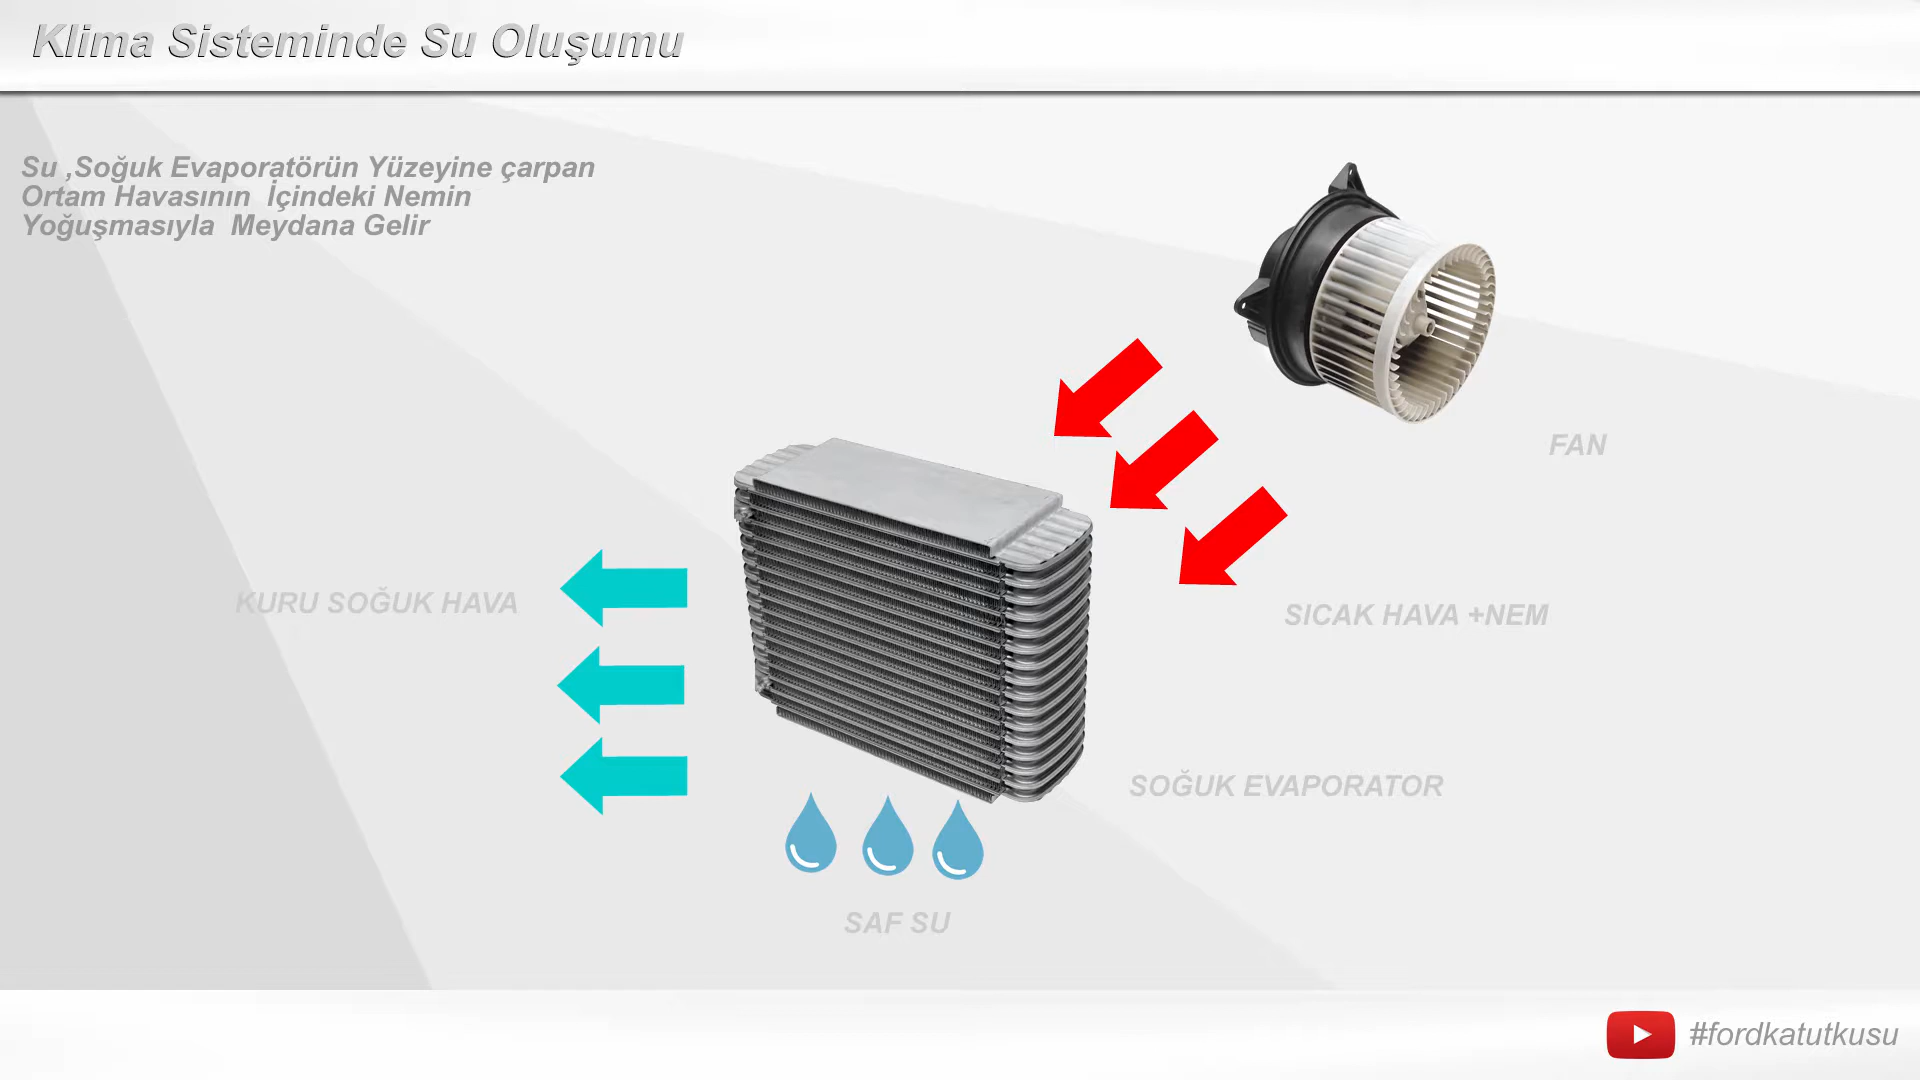 Klima Sisteminde Su Oluşumu
Su ,Soğuk Evaporatörün Yüzeyine çarpan
Ortam Havasının İçindeki Nemin
Yoğuşmasıyla Meydana Gelir
FAN
KURU SOĞUK HAVA
SICAK HAVA +NEM
SOĞUK EVAPORATOR
SAF SU
#fordkatutkusu